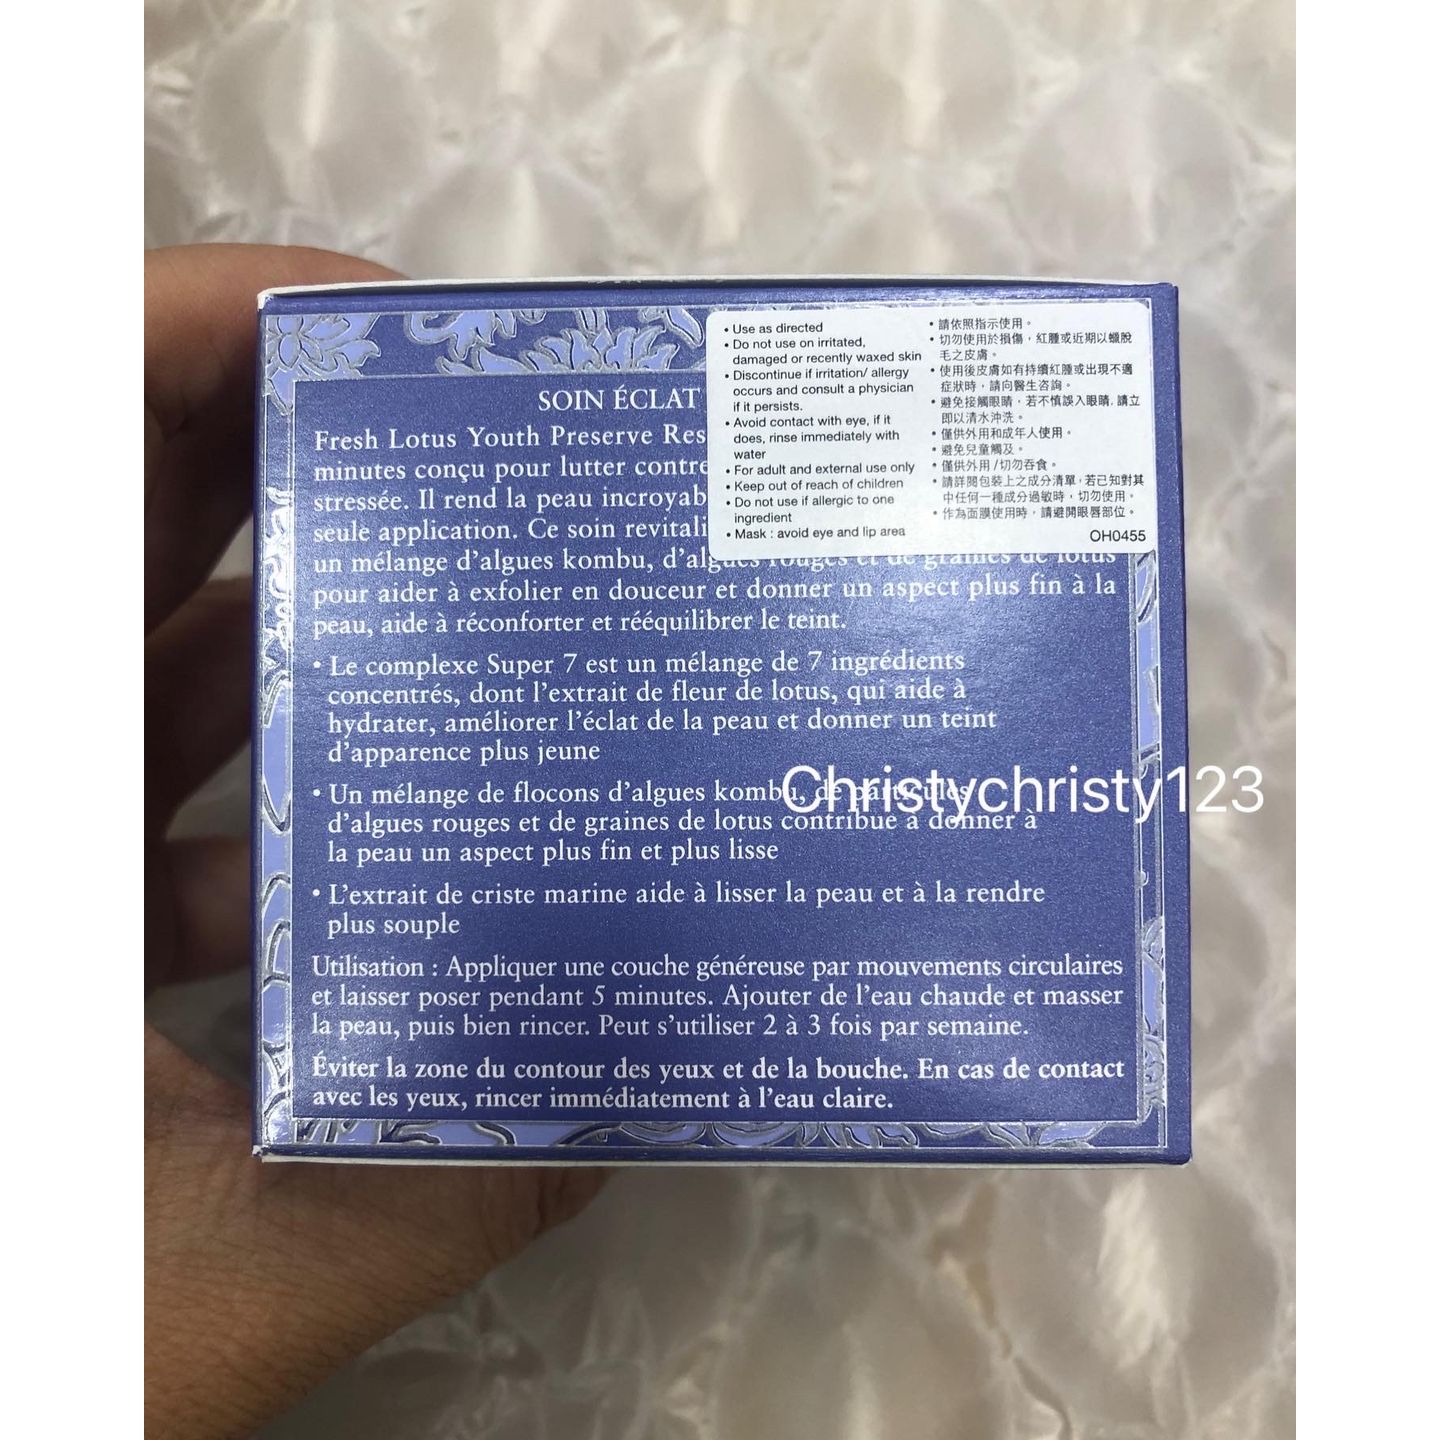 SOIN ÉCLAT
Fresh Lotus Youth Preserve Res
minutes conçu pour lutter contre
stressée. Il rend la peau incroyab
seule application. Ce soin revitali
un mélange d'algues kombu, d'algues rouges et de graines de lotus
pour aider à exfolier en douceur et donner un aspect plus fin à la
peau, aide à réconforter et rééquilibrer le teint.
• Le complexe Super 7 est un mélange de 7 ingrédients
concentrés, dont l'extrait de fleur de lotus, qui aide à
hydrater, améliorer l'éclat de la peau et donner un teint
d'apparence plus jeune
• Un mélange de flocons d'algues kombu, de particules
d'algues rouges et de graines de lotus contribue à donner à
la peau un aspect plus fin et plus lisse
• L'extrait de criste marine aide à lisser la peau et à la rendre
plus souple
Utilisation : Appliquer une couche généreuse par mouvements circulaires
et laisser poser pendant 5 minutes. Ajouter de l'eau chaude et masser
la peau, puis bien rincer. Peut s'utiliser 2 à 3 fois par semaine.
Éviter la zone du contour des yeux et de la bouche. En cas de contact
avec les yeux, rincer immédiatement à l'eau claire.
• Use as directed
• Do not use on irritated,
damaged or recently waxed skin
• Discontinue if irritation/ allergy
occurs and consult a physician
if it persists.
• Avoid contact with eye, if it
does, rinse immediately with
water
• For adult and external use only
• Keep out of reach of children
• Do not use if allergic to one
ingredient
• Mask : avoid eye and lip area
• 請依照指示使用。
• 切勿使用於損傷，紅腫或近期以蠟脫
毛之皮膚。
• 使用後皮膚如有持續紅腫或出現不適
症狀時，請向醫生咨詢。
• 避免接觸眼睛，若不慎誤入眼睛，請立
即以清水沖洗。
• 僅供外用和成年人使用。
• 避免兒童觸及。
• 僅供外用/切勿吞食。
• 請詳閱包裝上之成分清單，若已知對其
中任何一種成分過敏時，切勿使用。
• 作為面膜使用時，請避開眼唇部位。
OH0455
Christychristy123